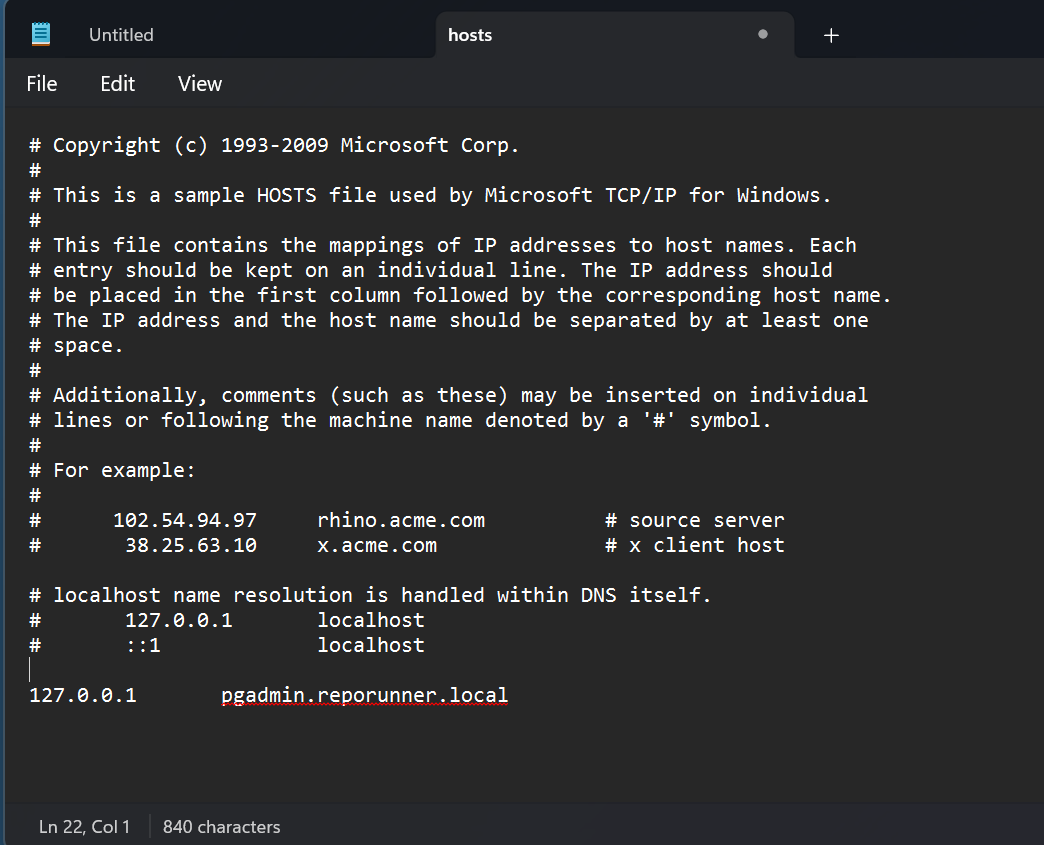 Untitled
hosts
File Edit View
# Copyright (c) 1993-2009 Microsoft Corp.
#
# This is a sample HOSTS file used by Microsoft TCP/IP for Windows.
#
# This file contains the mappings of IP addresses to host names. Each
# entry should be kept on an individual line. The IP address should
# be placed in the first column followed by the corresponding host name.
# The IP address and the host name should be separated by at least one
# space.
#
# Additionally, comments (such as these) may be inserted on individual
# lines or following the machine name denoted by a '#' symbol.
#
# For example:
#
#      102.54.94.97     rhino.acme.com          # source server
#       38.25.63.10     x.acme.com              # x client host

# localhost name resolution is handled within DNS itself.
#       127.0.0.1       localhost
#       ::1             localhost

127.0.0.1       pgadmin.reporunner.local
Ln 22, Col 1 840 characters